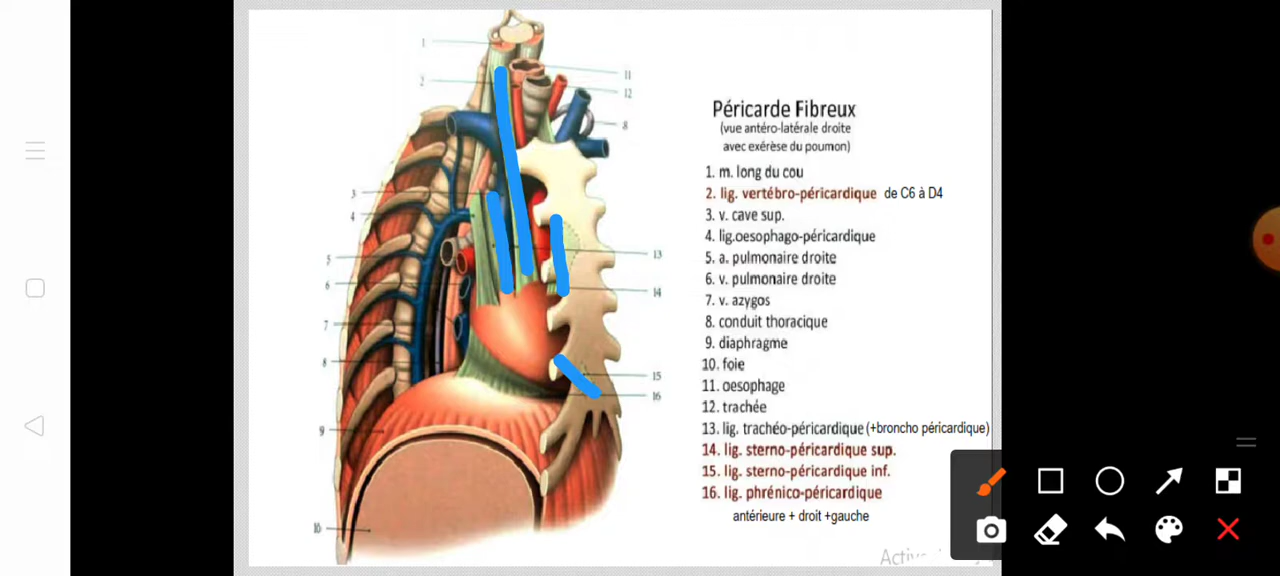 1
2
11
12
8
3
4
5
6
7
8
9
10
13
14
15
16
Péricarde Fibreux
(vue antéro-latérale droite
avec exérèse du poumon)
1. m. long du cou
2. lig. vertébro-péricardique de C6 à D4
3. v. cave sup.
4. lig.oesophago-péricardique
5. a. pulmonaire droite
6. v. pulmonaire droite
7. v. azygos
8. conduit thoracique
9. diaphragme
10. foie
11. oesophage
12. trachée
13. lig. trachéo-péricardique (+broncho péricardique)
14. lig. sterno-péricardique sup.
15. lig. sterno-péricardique inf.
16. lig. phrénico-péricardique
antérieure + droit +gauche